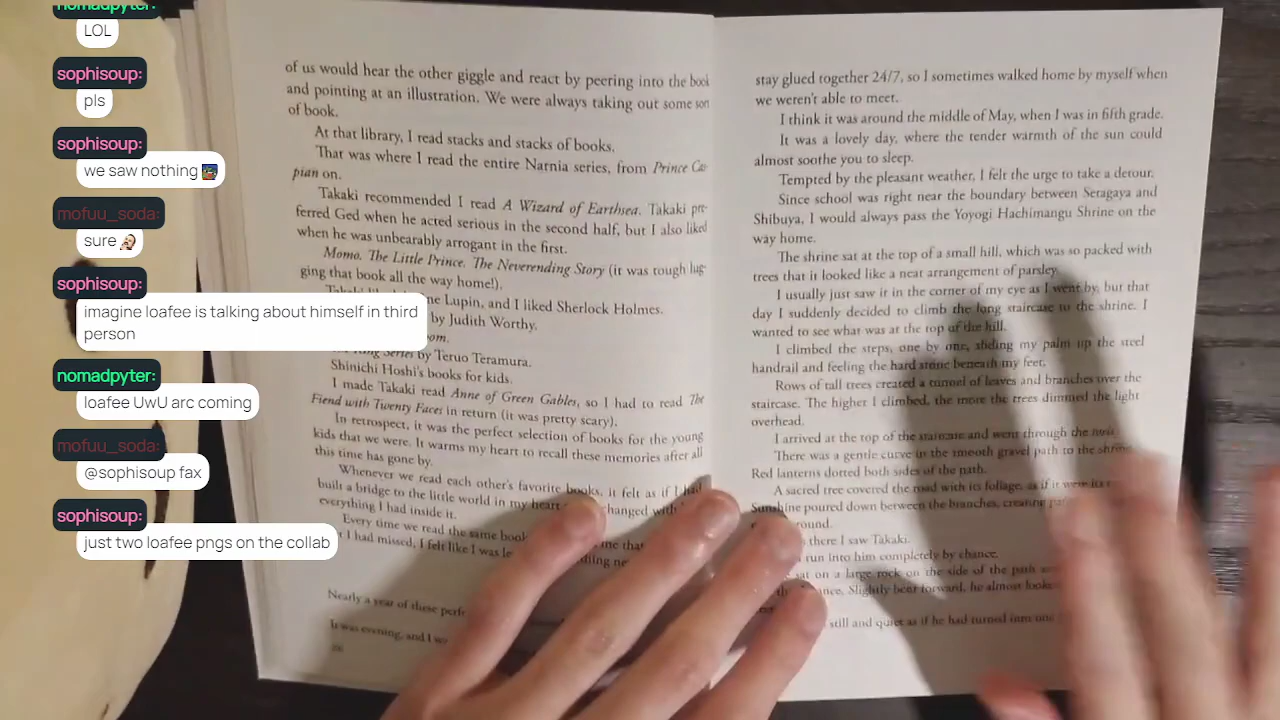 nomadpyter:
LOL
sophisoup:
pls
sophisoup:
we saw nothing
mofuu_soda:
sure
sophisoup:
imagine loafee is talking about himself in third
person
nomadpyter:
loafee UwU arc coming
mofuu_soda:
@sophisoup fax
sophisoup:
just two loafee pngs on the collab
of us would hear the other giggle and react by peering into the book
and pointing at an illustration. We were always taking out some sort
of book.
At that library, I read stacks and stacks of books.
That was where I read the entire Narnia series, from Prince Cas-
pian on.
Takaki recommended I read A Wizard of Earthsea. Takaki pre-
ferred Ged when he acted serious in the second half, but I also liked
when he was unbearably arrogant in the first.
Momo. The Little Prince. The Neverending Story (it was tough lug-
ging that book all the way home!).
Lupin, and I liked Sherlock Holmes.
by Judith Worthy.
Series by Teruo Teramura.
Shinichi Hoshi's books for kids.
I made Takaki read Anne of Green Gables, so I had to read The
Fiend with Twenty Faces in return (it was pretty scary).
In retrospect, it was the perfect selection of books for the young
kids that we were. It warms my heart to recall these memories after all
this time has gone by.
Whenever we read each other's favorite books, it felt as if I had
built a bridge to the little world in my heart changed with
everything I had inside it.
Every time we read the same book me that
I had missed, I felt like I was
Nearly a year of these
It was evening, and I
206
stay glued together 24/7, so I sometimes walked home by myself when
we weren't able to meet.
I think it was around the middle of May, when I was in fifth grade.
It was a lovely day, where the tender warmth of the sun could
almost soothe you to sleep.
Tempted by the pleasant weather, I felt the urge to take a detour.
Since school was right near the boundary between Seragaya and
Shibuya, I would always pass the Yoyogi Hachimangu Shrine on the
way home.
The shrine sat at the top of a small hill, which was so packed with
trees that it looked like a neat arrangement of parsley.
I usually just saw it in the corner of my eye as I went by, but that
day I suddenly decided to climb the long staircase to the shrine. I
wanted to see what was at the top of the hill.
I climbed the steps, one by one, sliding my palm up the steel
handrail and feeling the hard stone beneath my feet.
Rows of tall trees created a tunnel of leaves and branches over the
staircase. The higher I climbed, the more the trees dimmed the light
overhead.
I arrived at the top of the staircase and went through the
There was a gentle curve in the smooth gravel path to the shrine.
Red lanterns dotted both sides of the path.
A sacred tree covered the road with its foliage, as if it were its
Sunshine poured down between the branches, creating
round.
there I saw Takaki.
run into him completely by chance.
sat on a large rock on the side of the path
Slightly bent forward, he almost looked
still and quiet as if he had turned into one